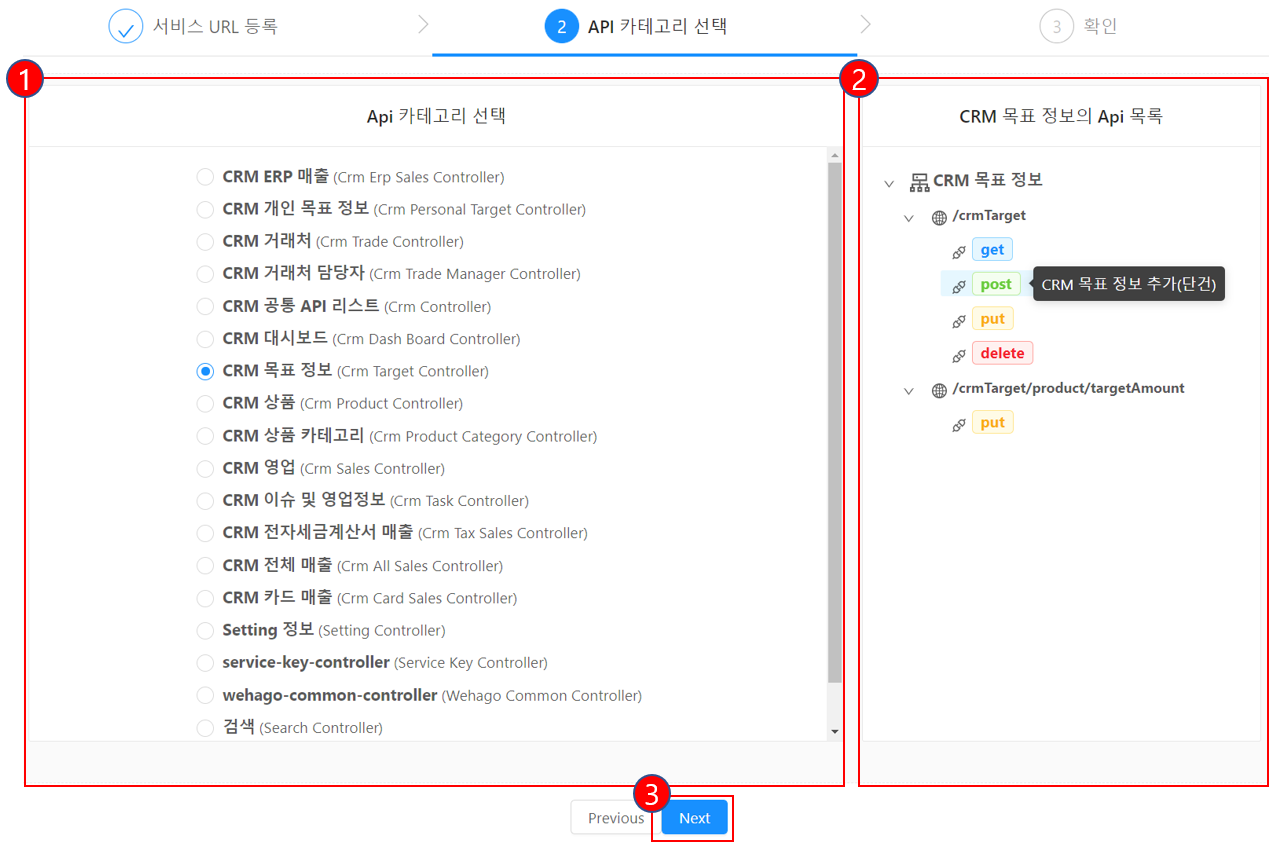 서비스 URL 등록
2 API 카테고리 선택
3 확인
1
Api 카테고리 선택
CRM ERP 매출 (Crm Erp Sales Controller)
CRM 개인 목표 정보 (Crm Personal Target Controller)
CRM 거래처 (Crm Trade Controller)
CRM 거래처 담당자 (Crm Trade Manager Controller)
CRM 공통 API 리스트 (Crm Controller)
CRM 대시보드 (Crm Dash Board Controller)
CRM 목표 정보 (Crm Target Controller)
CRM 상품 (Crm Product Controller)
CRM 상품 카테고리 (Crm Product Category Controller)
CRM 영업 (Crm Sales Controller)
CRM 이슈 및 영업정보 (Crm Task Controller)
CRM 전자세금계산서 매출 (Crm Tax Sales Controller)
CRM 전체 매출 (Crm All Sales Controller)
CRM 카드 매출 (Crm Card Sales Controller)
Setting 정보 (Setting Controller)
service-key-controller (Service Key Controller)
wehago-common-controller (Wehago Common Controller)
검색 (Search Controller)
2
CRM 목표 정보의 Api 목록
CRM 목표 정보
/crmTarget
get
post CRM 목표 정보 추가(단건)
put
delete
/crmTarget/product/targetAmount
put
3
Previous Next